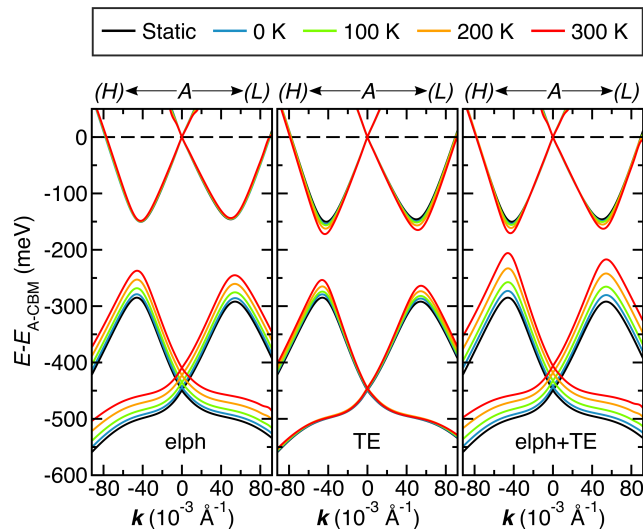 Static 0 K 100 K 200 K 300 K
(H) A (L) (H) A (L) (H) A (L)
0
-100
-200
-300
-400
-500
-600
E-E_A-CBM (meV)
elph TE elph+TE
-80 -40 0 40 80 -80 -40 0 40 80 -80 -40 0 40 80
k (10⁻³ Å⁻¹) k (10⁻³ Å⁻¹) k (10⁻³ Å⁻¹)